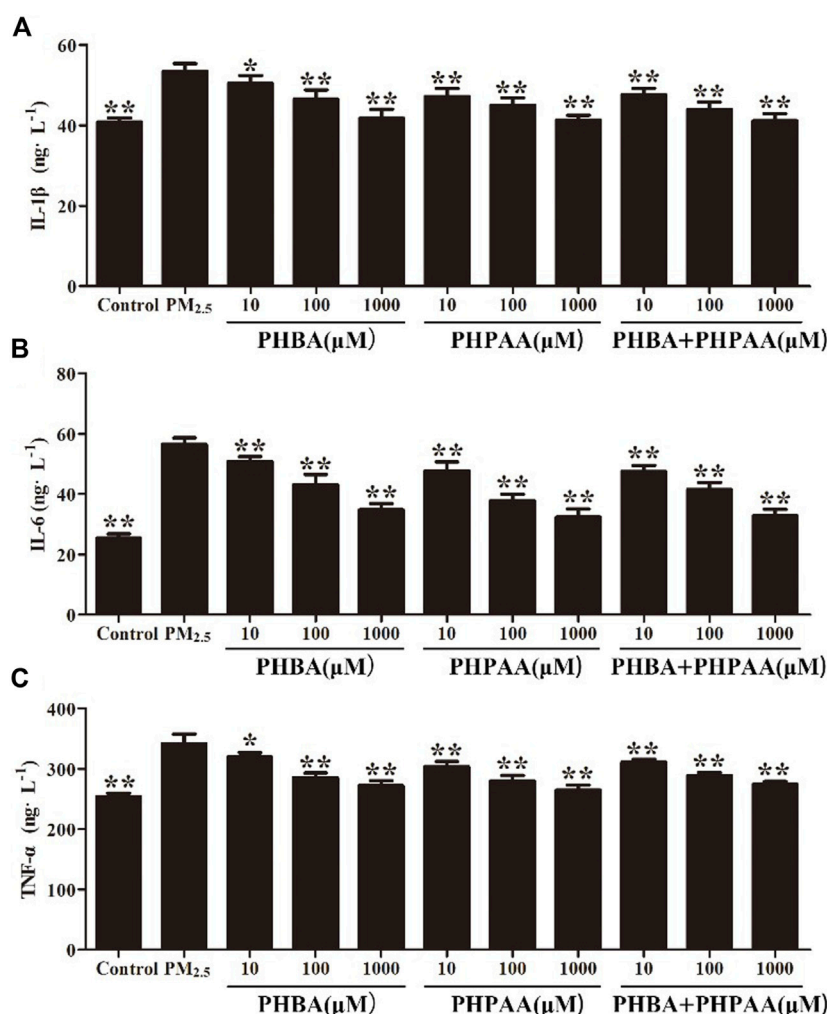 A
60
40
20
0
IL-1β (ng· L⁻¹)
** * ** ** ** ** ** ** ** **
Control PM2.5 10 100 1000 10 100 1000 10 100 1000
PHBA(μM) PHPAA(μM) PHBA+PHPAA(μM)
B
80
60
40
20
0
IL-6 (ng· L⁻¹)
** ** ** ** ** ** ** ** ** **
Control PM2.5 10 100 1000 10 100 1000 10 100 1000
PHBA(μM) PHPAA(μM) PHBA+PHPAA(μM)
C
400
300
200
100
0
TNF-α (ng· L⁻¹)
** * ** ** ** ** ** ** ** **
Control PM2.5 10 100 1000 10 100 1000 10 100 1000
PHBA(μM) PHPAA(μM) PHBA+PHPAA(μM)